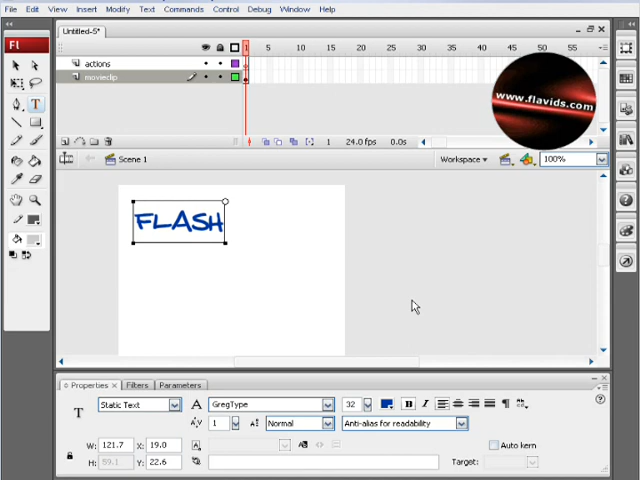 File Edit View Insert Modify Text Commands Control Debug Window Help
Untitled-5*
Fl
1 5 10 15 20 25 30 35 40 45 50 55
actions
movieclip
www.flavids.com
1 24.0 fps 0.0s
Scene 1 Workspace 100%
FLASH
Properties × Filters Parameters
T Static Text A GregType 32 B I
A/V 1 Normal Anti-alias for readability
W: 121.7 X: 19.0 Auto kern
H: 59.1 Y: 22.6 Target: